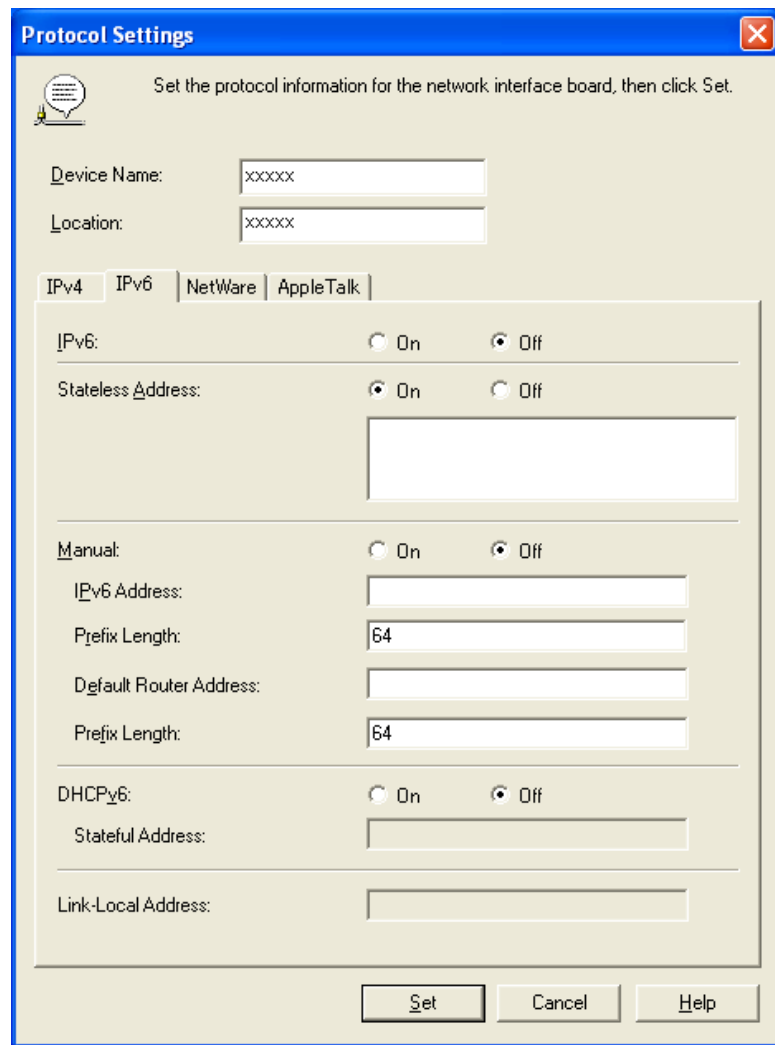 Protocol Settings
Set the protocol information for the network interface board, then click Set.
Device Name: xxxxx
Location: xxxxx
IPv4 IPv6 NetWare AppleTalk
IPv6: On Off
Stateless Address: On Off
Manual: On Off
IPv6 Address:
Prefix Length: 64
Default Router Address:
Prefix Length: 64
DHCPv6: On Off
Stateful Address:
Link-Local Address:
Set Cancel Help